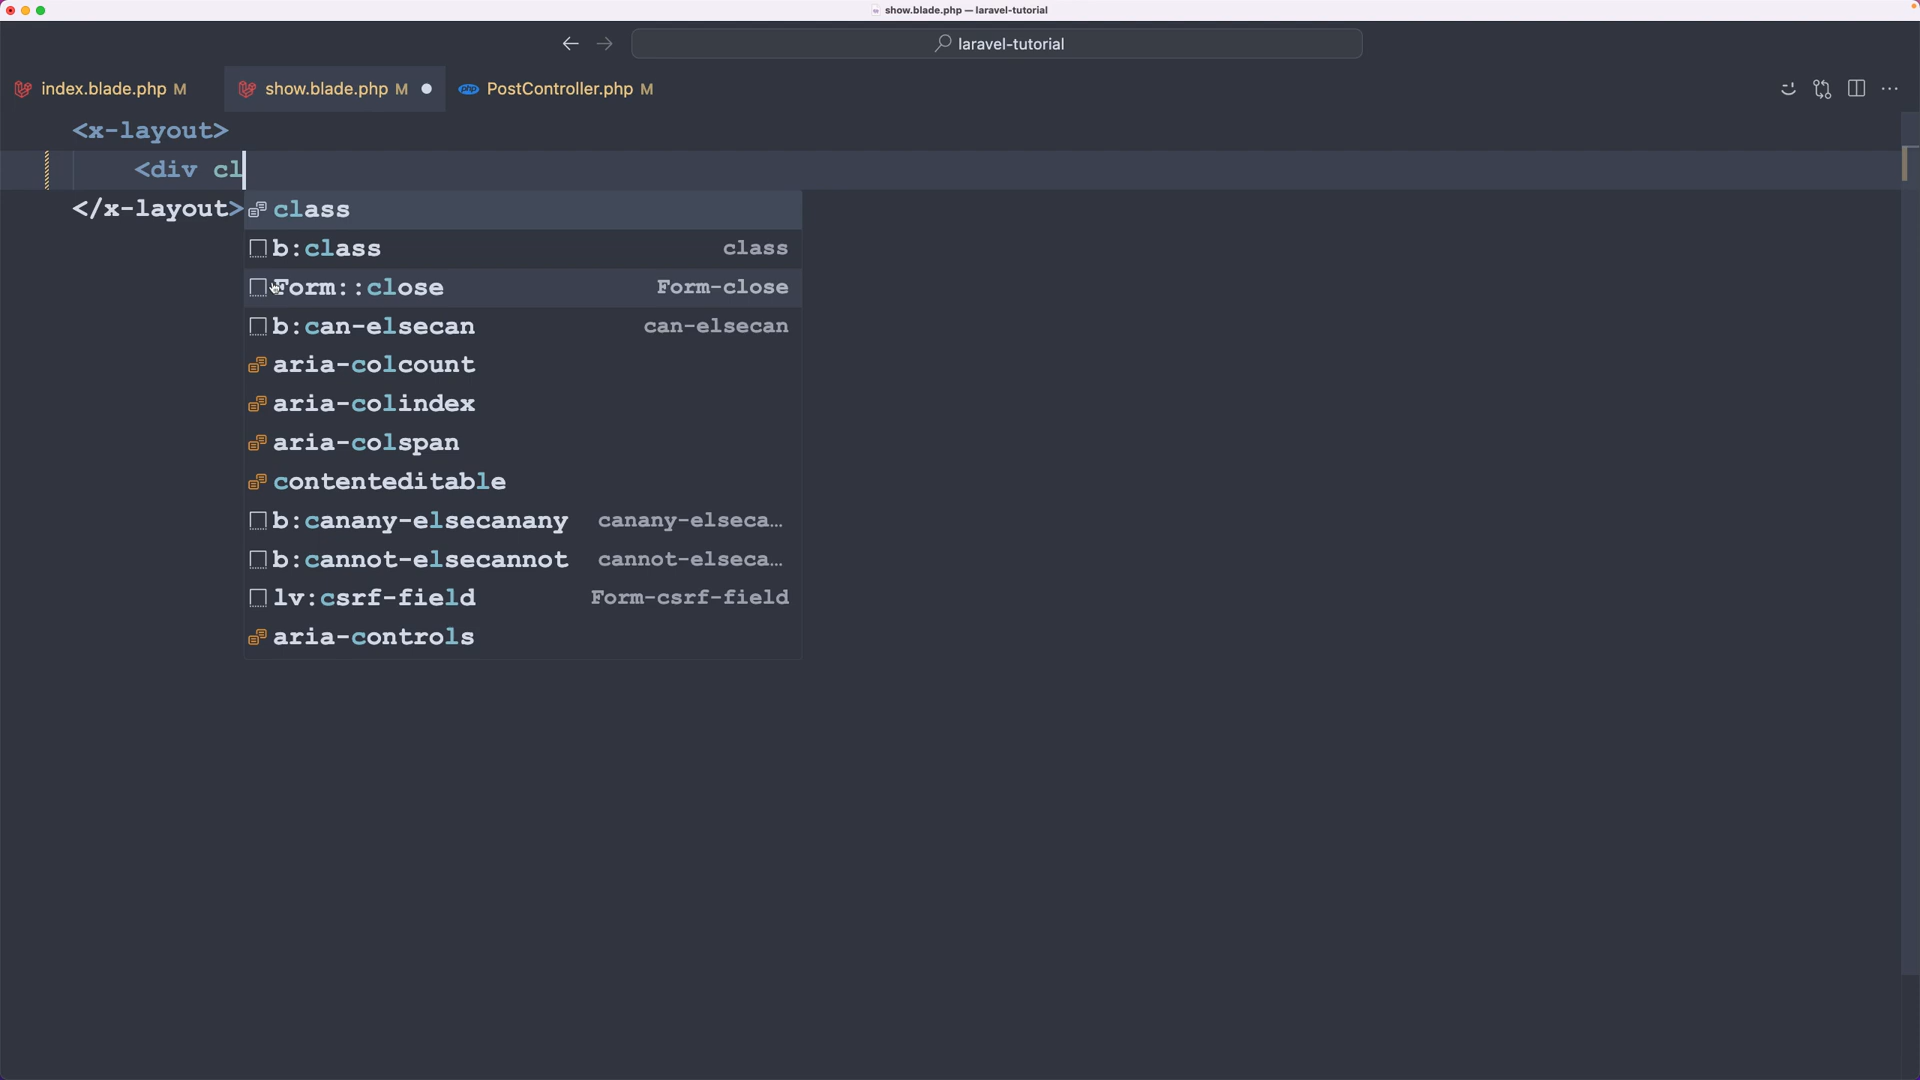 show.blade.php — laravel-tutorial
laravel-tutorial
index.blade.php M
show.blade.php M
php PostController.php M
<x-layout>
<div cl
</x-layout>
class
b:class class
Form::close Form-close
b:can-elsecan can-elsecan
aria-colcount
aria-colindex
aria-colspan
contenteditable
b:canany-elsecanany canany-elseca…
b:cannot-elsecannot cannot-elseca…
lv:csrf-field Form-csrf-field
aria-controls